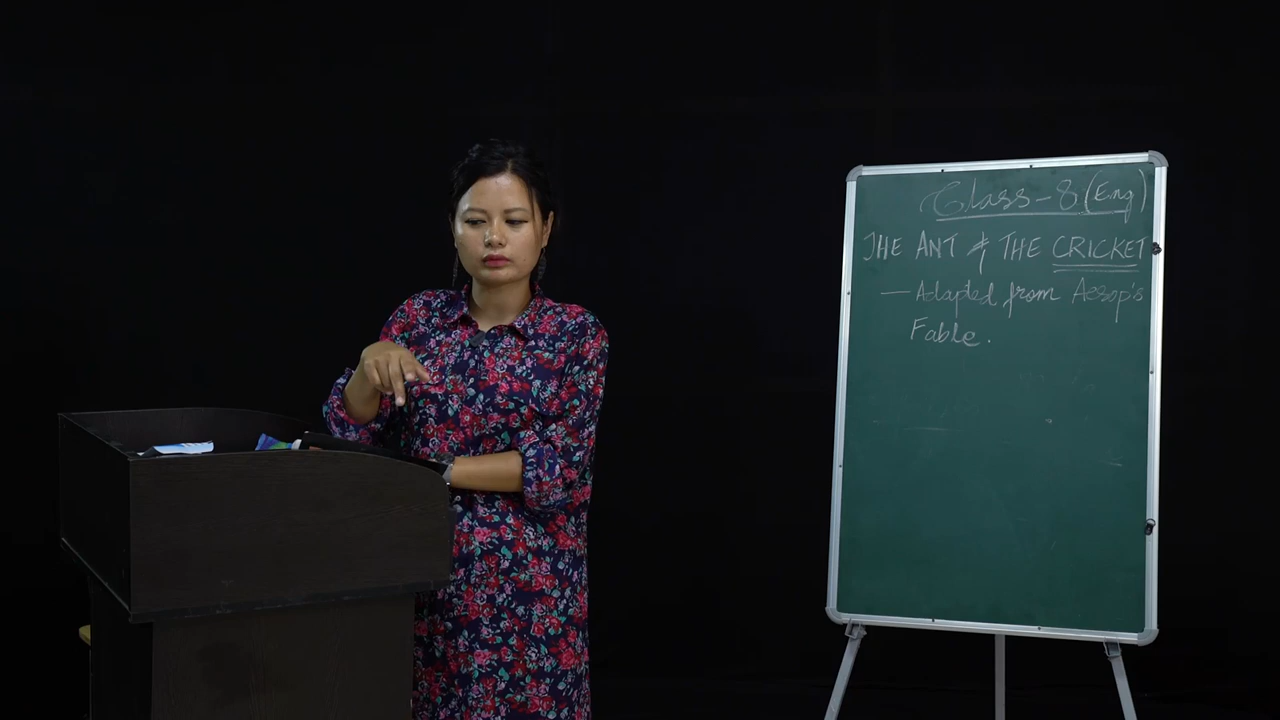 Class - 8 (Eng)
THE ANT & THE CRICKET
— Adapted from Aesop's
Fable.